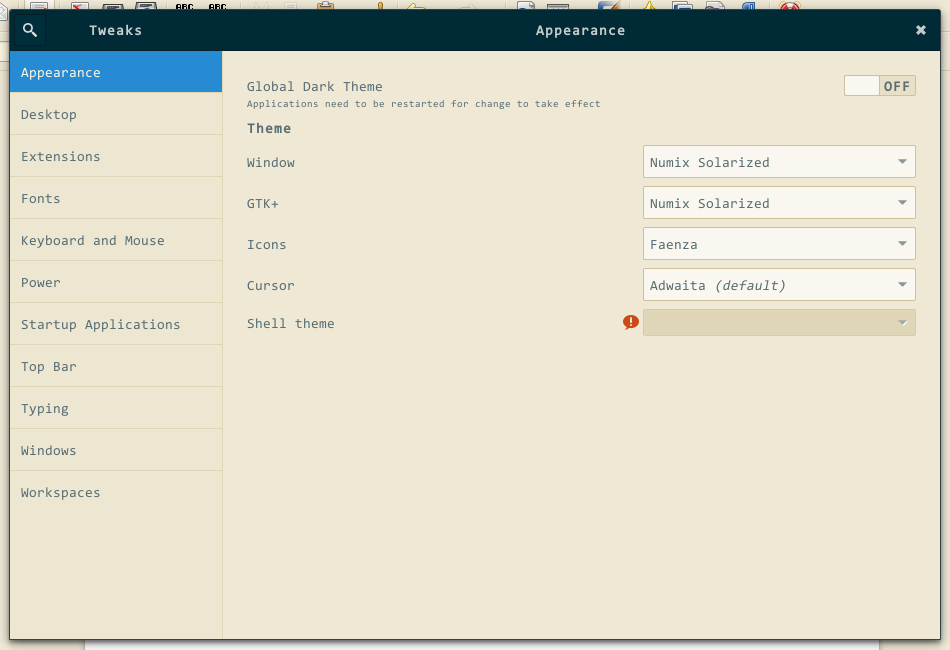 ABC ABC
Tweaks Appearance
Appearance
Desktop
Extensions
Fonts
Keyboard and Mouse
Power
Startup Applications
Top Bar
Typing
Windows
Workspaces
Global Dark Theme OFF
Applications need to be restarted for change to take effect
Theme
Window Numix Solarized
GTK+ Numix Solarized
Icons Faenza
Cursor Adwaita (default)
Shell theme